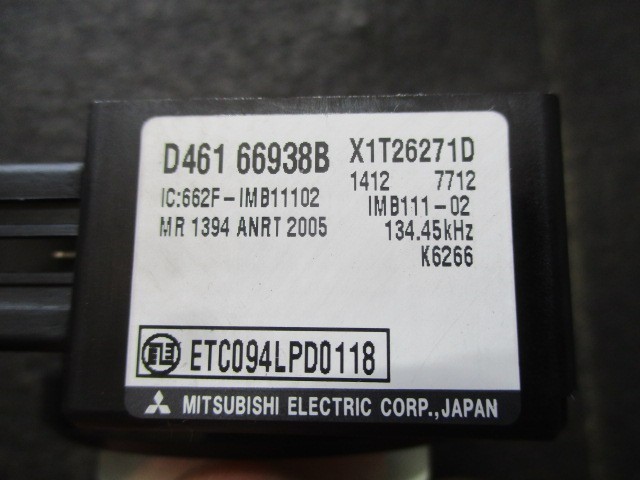 D461 66938B X1T26271D
1412 7712
IC:662F-IMB11102 IMB111-02
MR 1394 ANRT 2005 134.45kHz
K6266
ETC094LPD0118
MITSUBISHI ELECTRIC CORP.,JAPAN